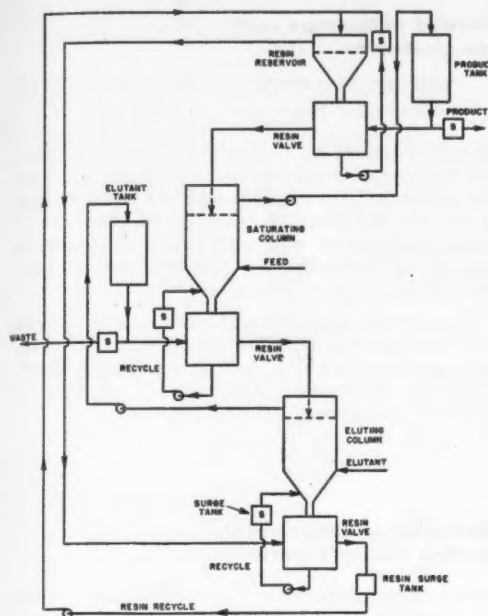 RESIN
RESERVOIR
S
PRODUCT
TANK
PRODUCT
S
RESIN
VALVE
ELUTANT
TANK
SATURATING
COLUMN
FEED
S
WASTE
S
RESIN
VALVE
RECYCLE
ELUTING
COLUMN
ELUTANT
SURGE
TANK
S
RESIN
VALVE
RECYCLE
RESIN SURGE
TANK
RESIN RECYCLE